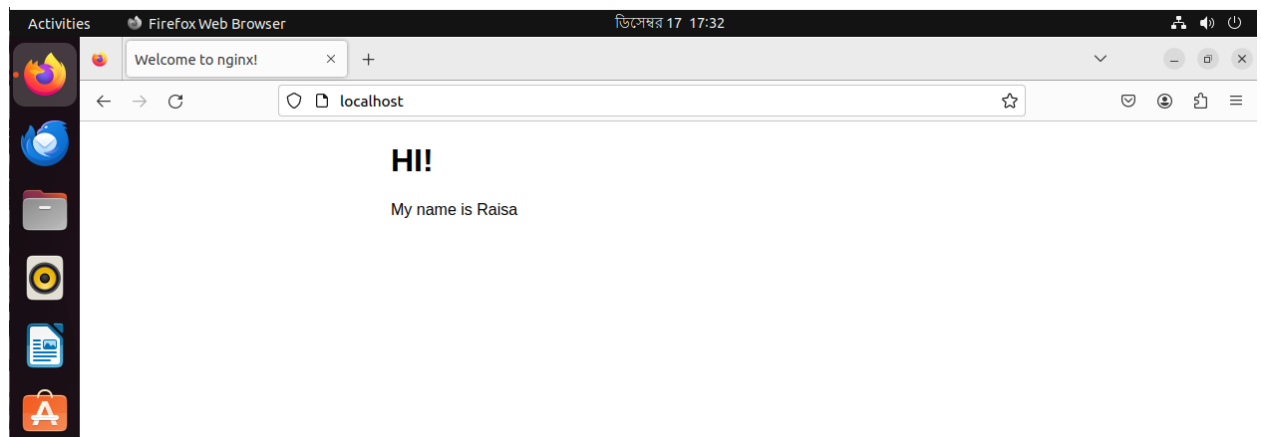 Activities Firefox Web Browser ডিসেম্বর 17 17:32
Welcome to nginx!
localhost
HI!
My name is Raisa